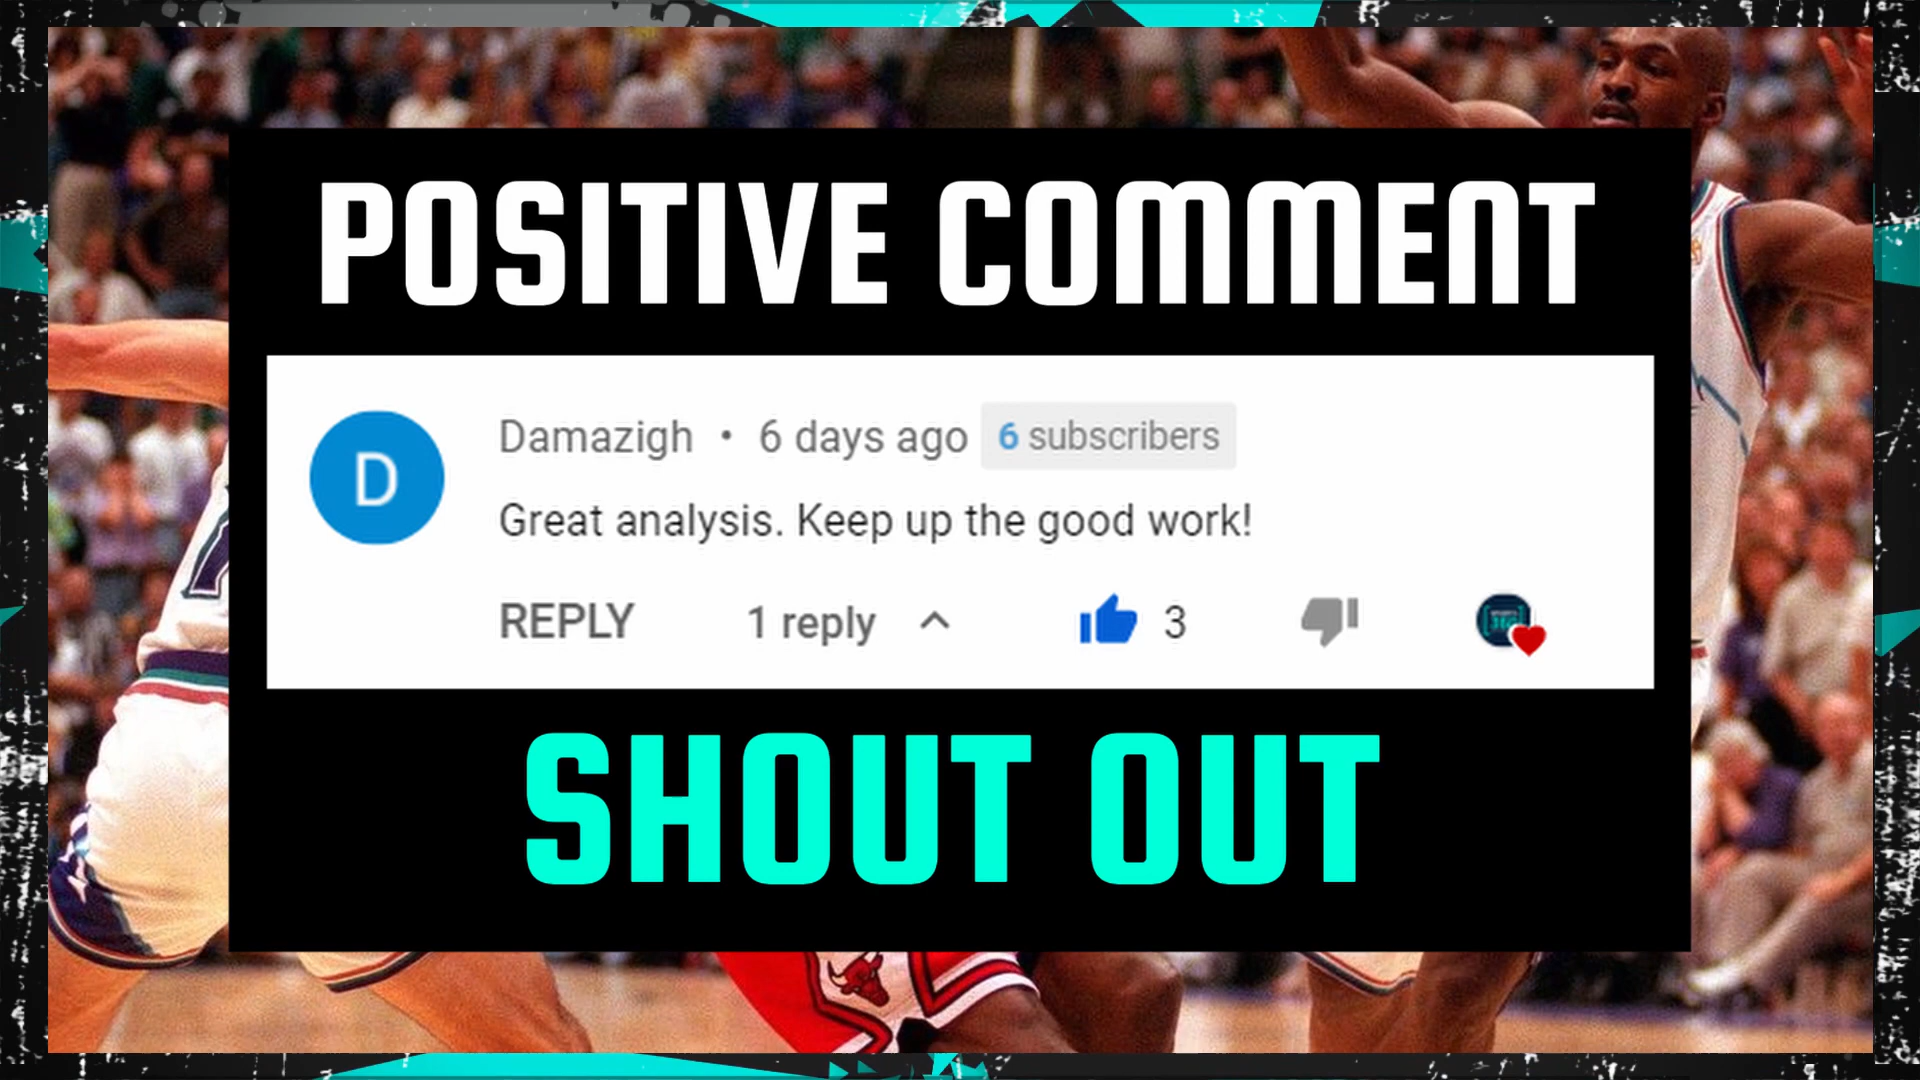 POSITIVE COMMENT
D
Damazigh • 6 days ago 6 subscribers
Great analysis. Keep up the good work!
REPLY 1 reply 3
SHOUT OUT